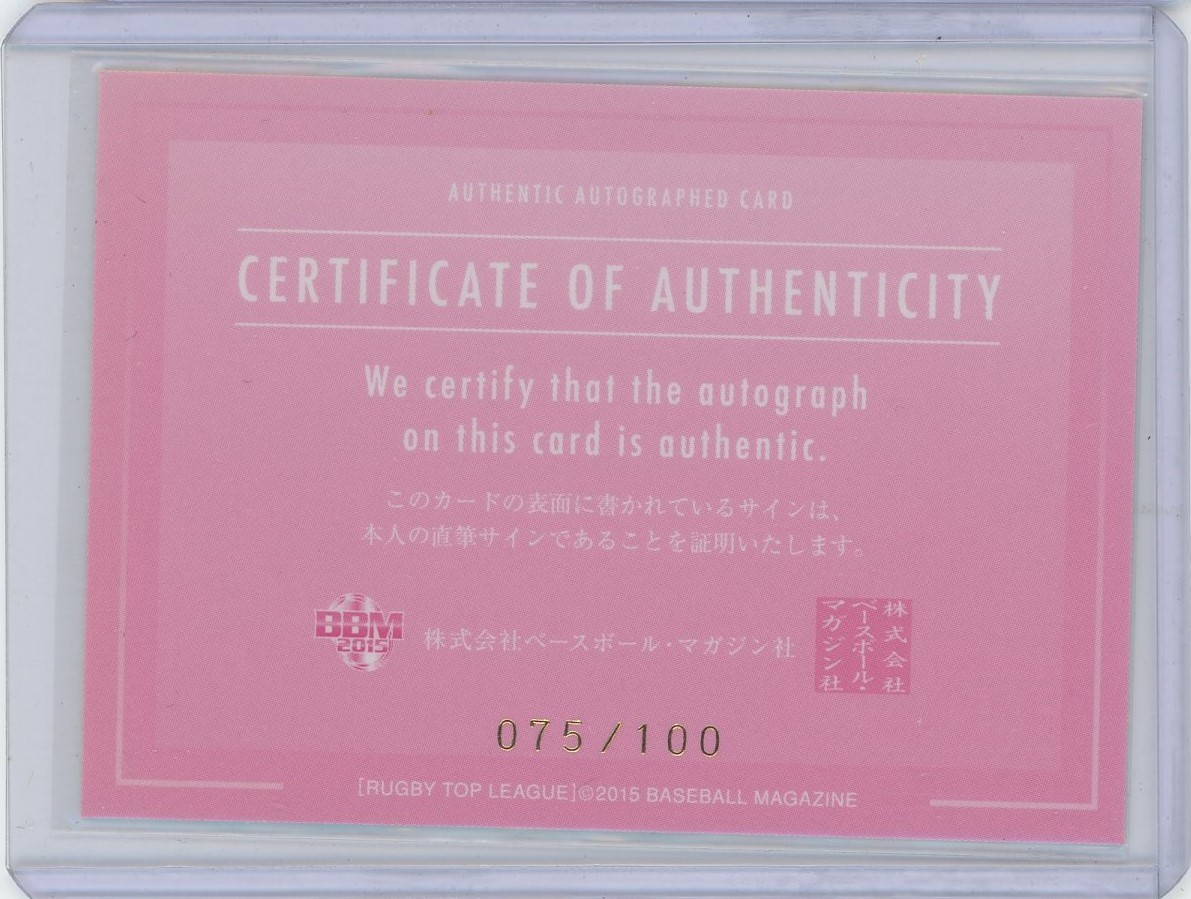 AUTHENTIC AUTOGRAPHED CARD
CERTIFICATE OF AUTHENTICITY
We certify that the autograph
on this card is authentic.
このカードの表面に書かれているサインは、
本人の直筆サインであることを証明いたします。
BBM
2015
株式会社ベースボール・マガジン社
株式会社
ベースボール・
マガジン社
075/100
[RUGBY TOP LEAGUE]©2015 BASEBALL MAGAZINE